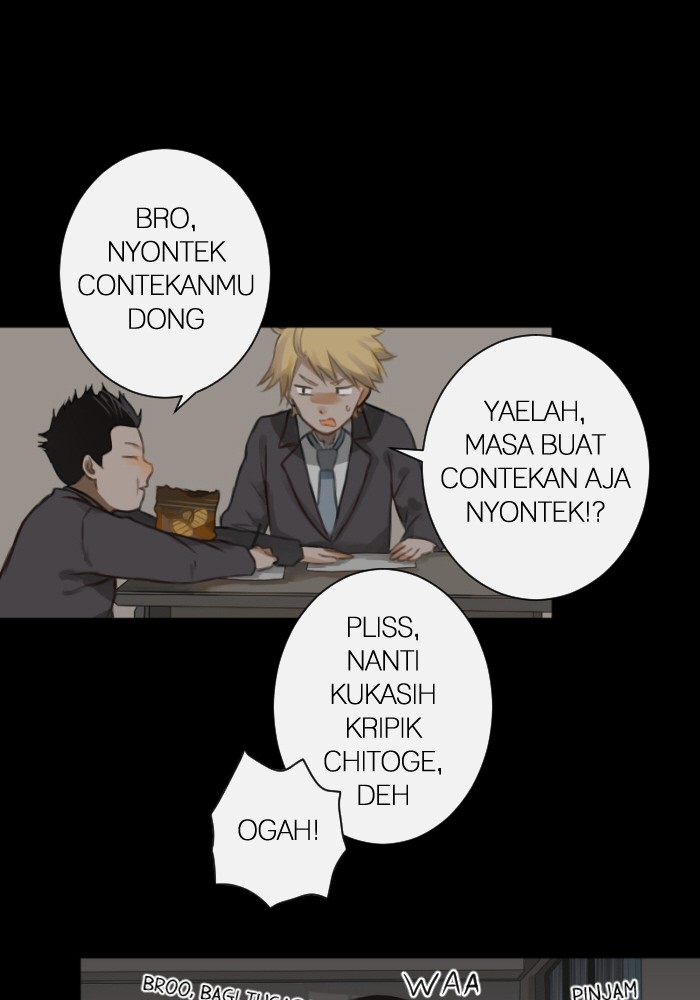 BRO,
NYONTEK
CONTEKANMU
DONG
YAELAH,
MASA BUAT
CONTEKAN AJA
NYONTEK!?
PLISS,
NANTI
KUKASIH
KRIPIK
CHITOGE,
DEH
OGAH!
BROO, BAGI
WAA
PINJAM